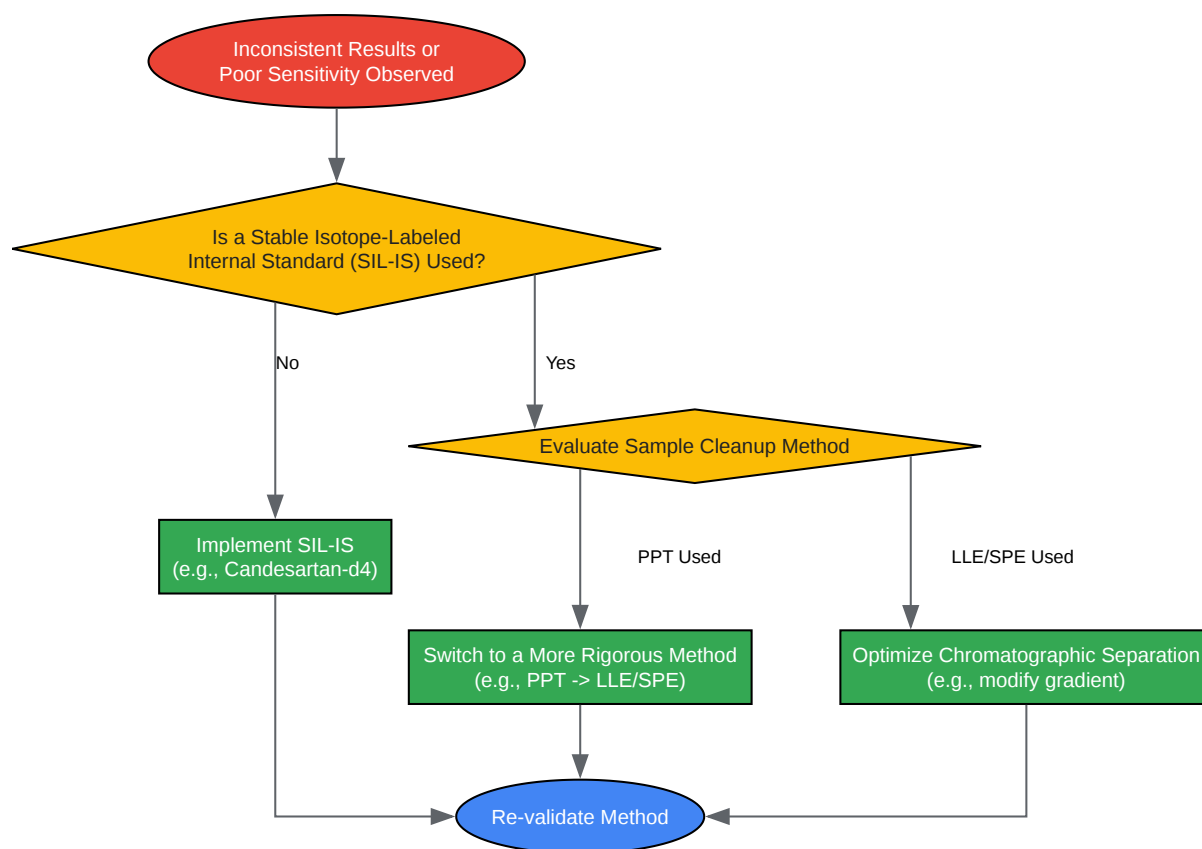 Inconsistent Results or
Poor Sensitivity Observed
Is a Stable Isotope-Labeled
Internal Standard (SIL-IS) Used?
No
Yes
Evaluate Sample Cleanup Method
Implement SIL-IS
(e.g., Candesartan-d4)
PPT Used
LLE/SPE Used
Switch to a More Rigorous Method
(e.g., PPT -> LLE/SPE)
Optimize Chromatographic Separation
(e.g., modify gradient)
Re-validate Method